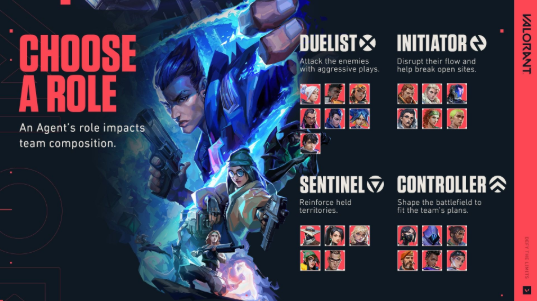 CHOOSE
A ROLE
An Agent's role impacts
team composition.
DUELIST
Attack the enemies
with aggressive plays.
INITIATOR
Disrupt their flow and
help break open sites.
SENTINEL
Reinforce held
territories.
CONTROLLER
Shape the battlefield to
fit the team's plans.
VALORANT